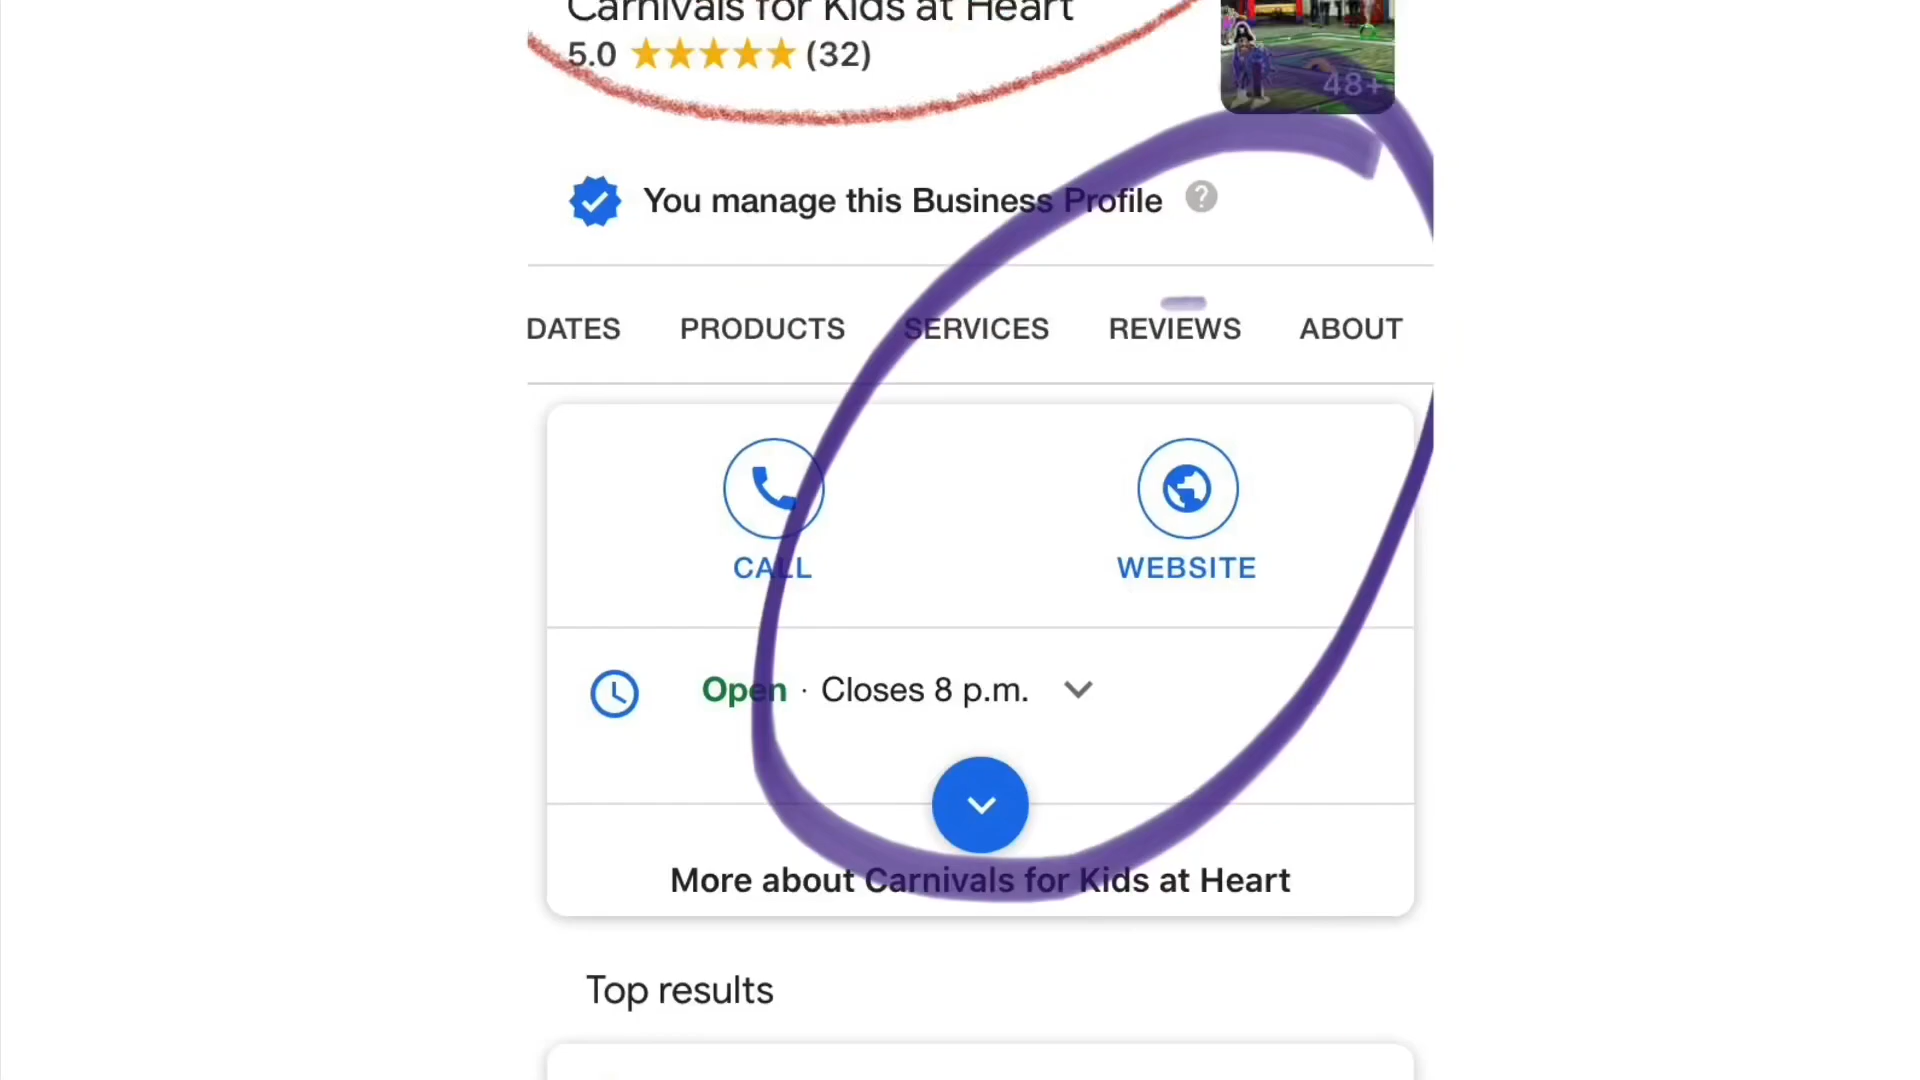 Carnivals for Kids at Heart
5.0 (32)
48+
You manage this Business Profile
DATES PRODUCTS SERVICES REVIEWS ABOUT
CALL WEBSITE
Open · Closes 8 p.m.
More about Carnivals for Kids at Heart
Top results